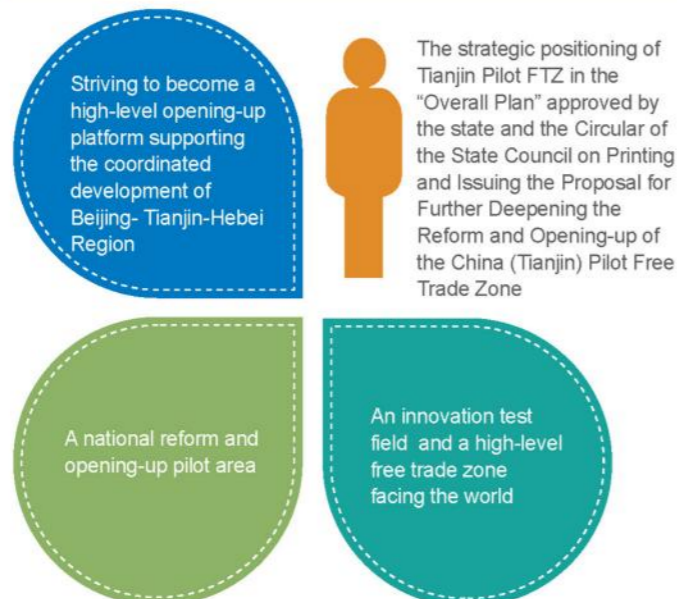 Striving to become a
high-level opening-up
platform supporting
the coordinated
development of
Beijing- Tianjin-Hebei
Region
The strategic positioning of
Tianjin Pilot FTZ in the
“Overall Plan” approved by
the state and the Circular of
the State Council on Printing
and Issuing the Proposal for
Further Deepening the
Reform and Opening-up of
the China (Tianjin) Pilot Free
Trade Zone
A national reform and
opening-up pilot area
An innovation test
field and a high-level
free trade zone
facing the world